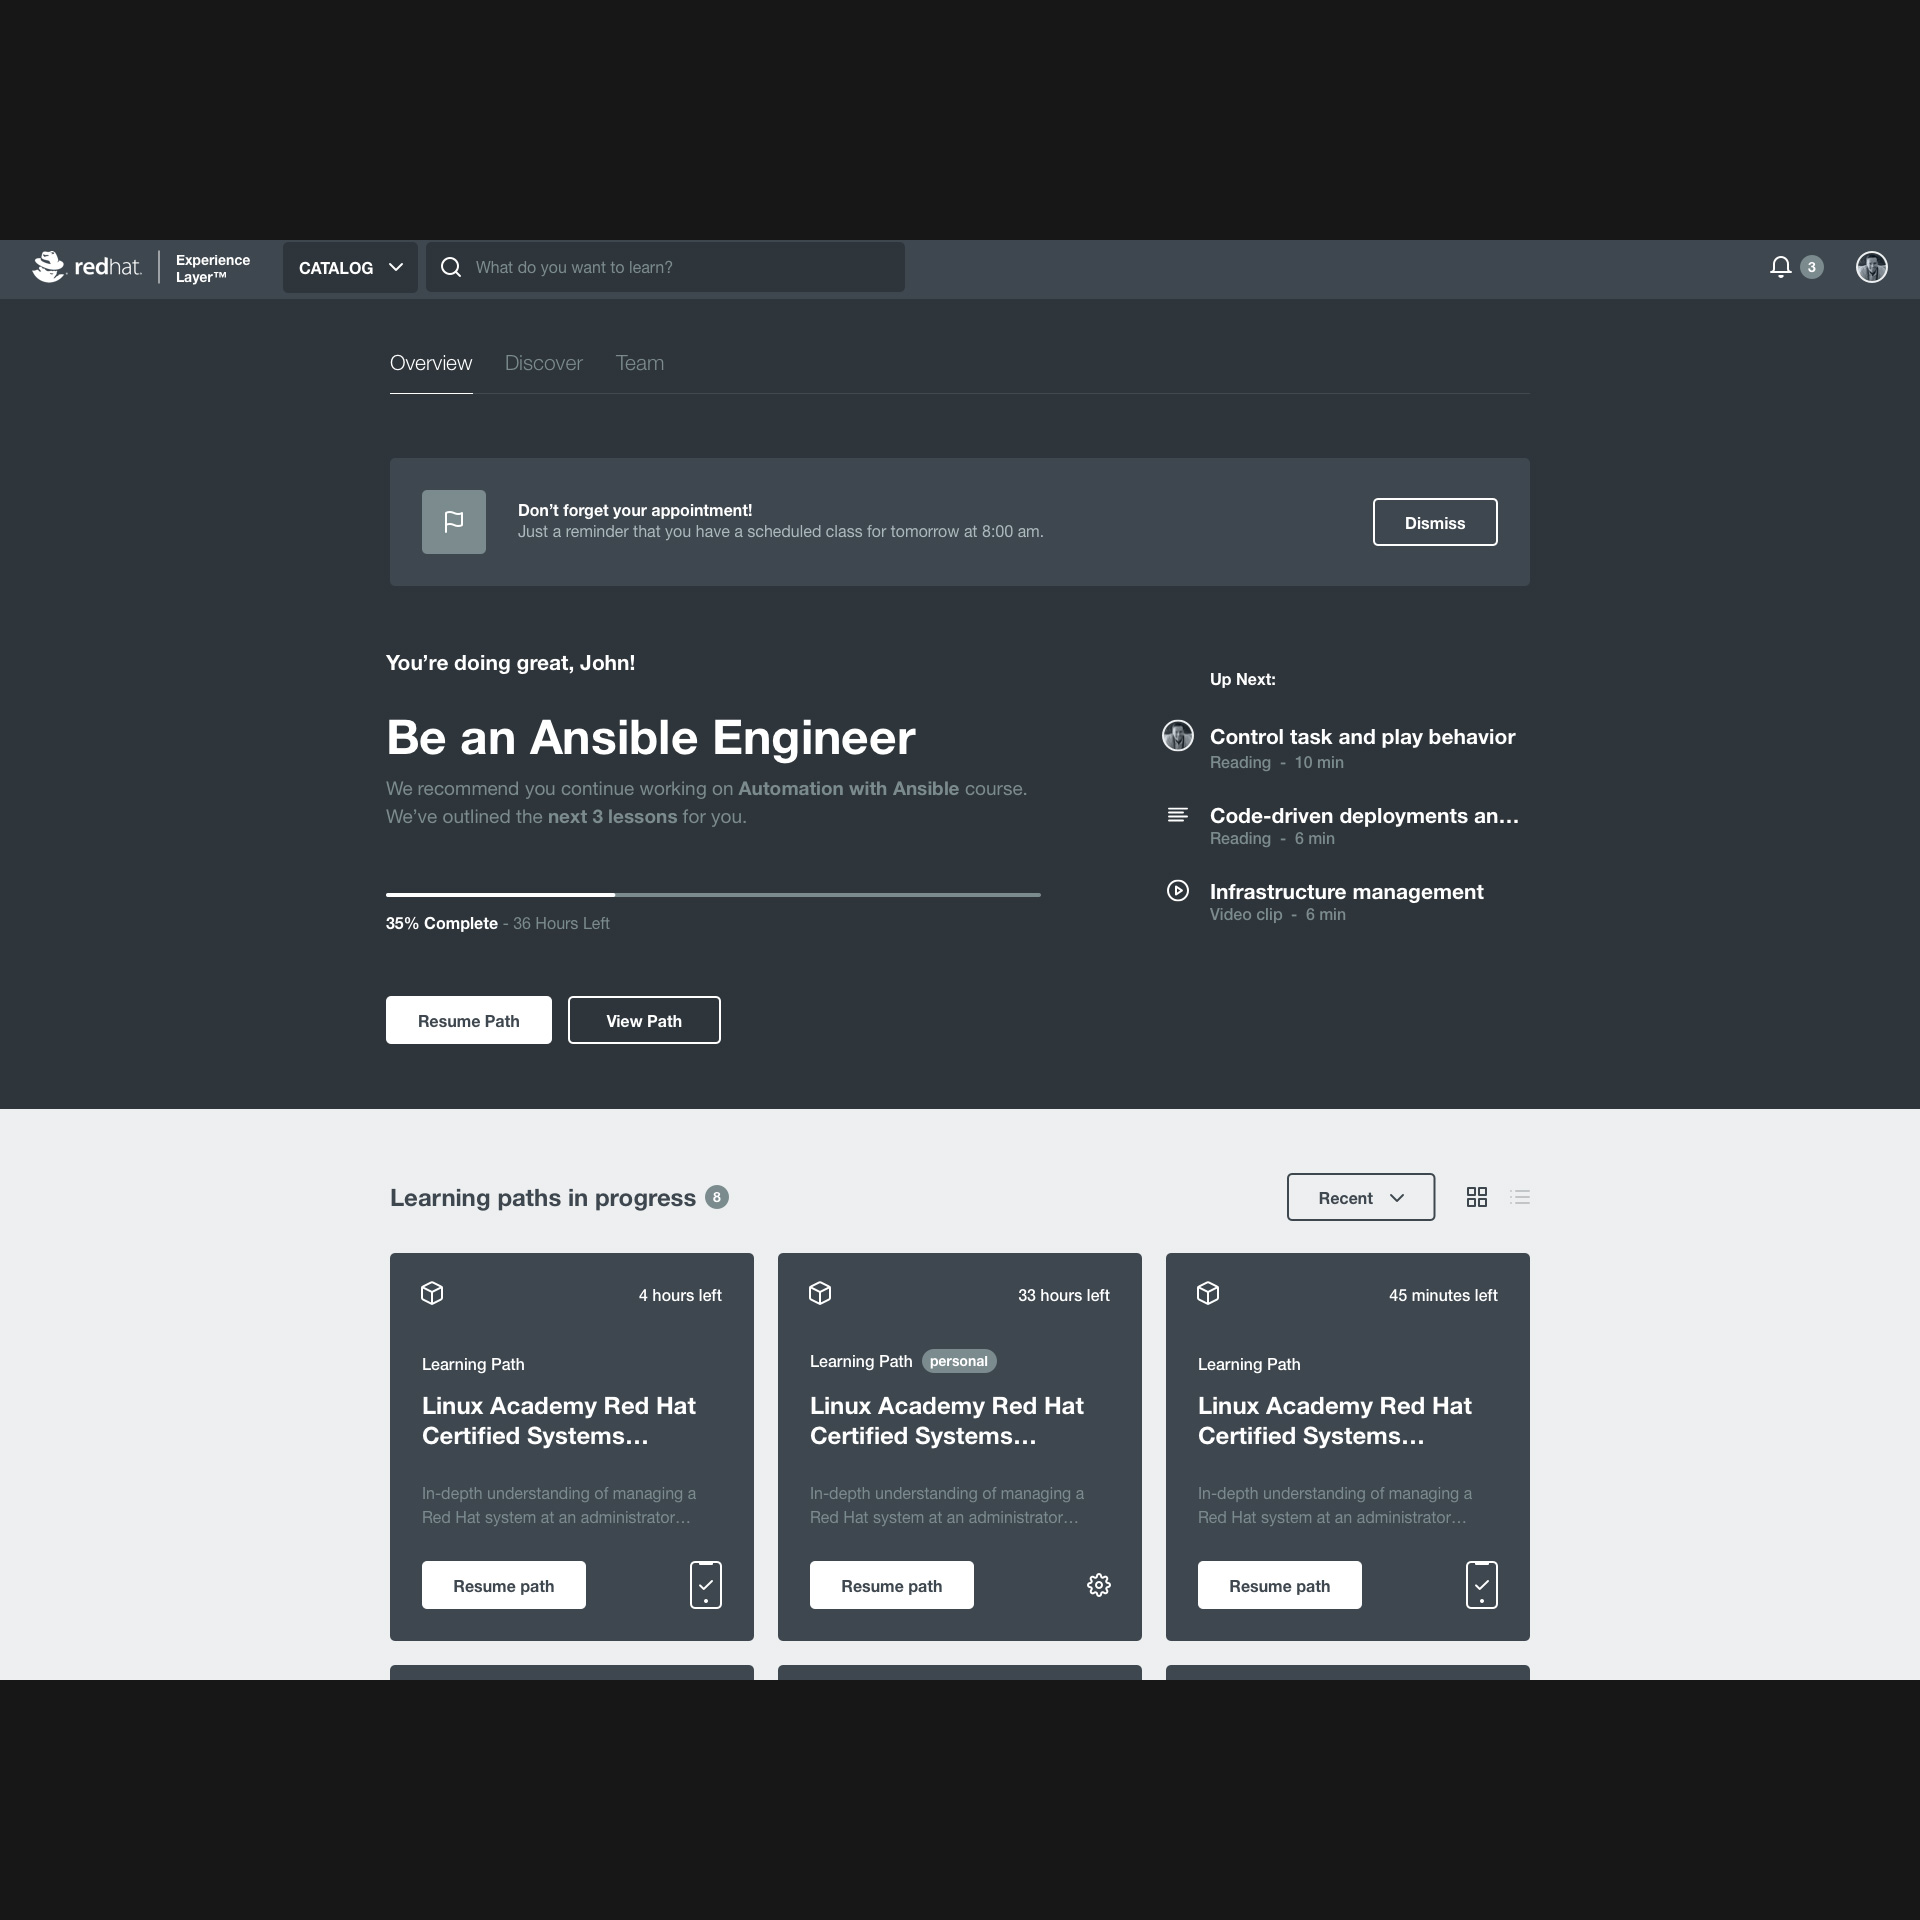 redhat.
Experience
Layer™
CATALOG
What do you want to learn?
3
Overview
Discover
Team
Don’t forget your appointment!
Just a reminder that you have a scheduled class for tomorrow at 8:00 am.
Dismiss
You’re doing great, John!
Be an Ansible Engineer
We recommend you continue working on Automation with Ansible course.
We’ve outlined the next 3 lessons for you.
35% Complete - 36 Hours Left
Resume Path
View Path
Up Next:
Control task and play behavior
Reading - 10 min
Code-driven deployments an...
Reading - 6 min
Infrastructure management
Video clip - 6 min
Learning paths in progress 8
Recent
4 hours left
Learning Path
Linux Academy Red Hat
Certified Systems...
In-depth understanding of managing a
Red Hat system at an administrator...
Resume path
33 hours left
Learning Path personal
Linux Academy Red Hat
Certified Systems...
In-depth understanding of managing a
Red Hat system at an administrator...
Resume path
45 minutes left
Learning Path
Linux Academy Red Hat
Certified Systems...
In-depth understanding of managing a
Red Hat system at an administrator...
Resume path